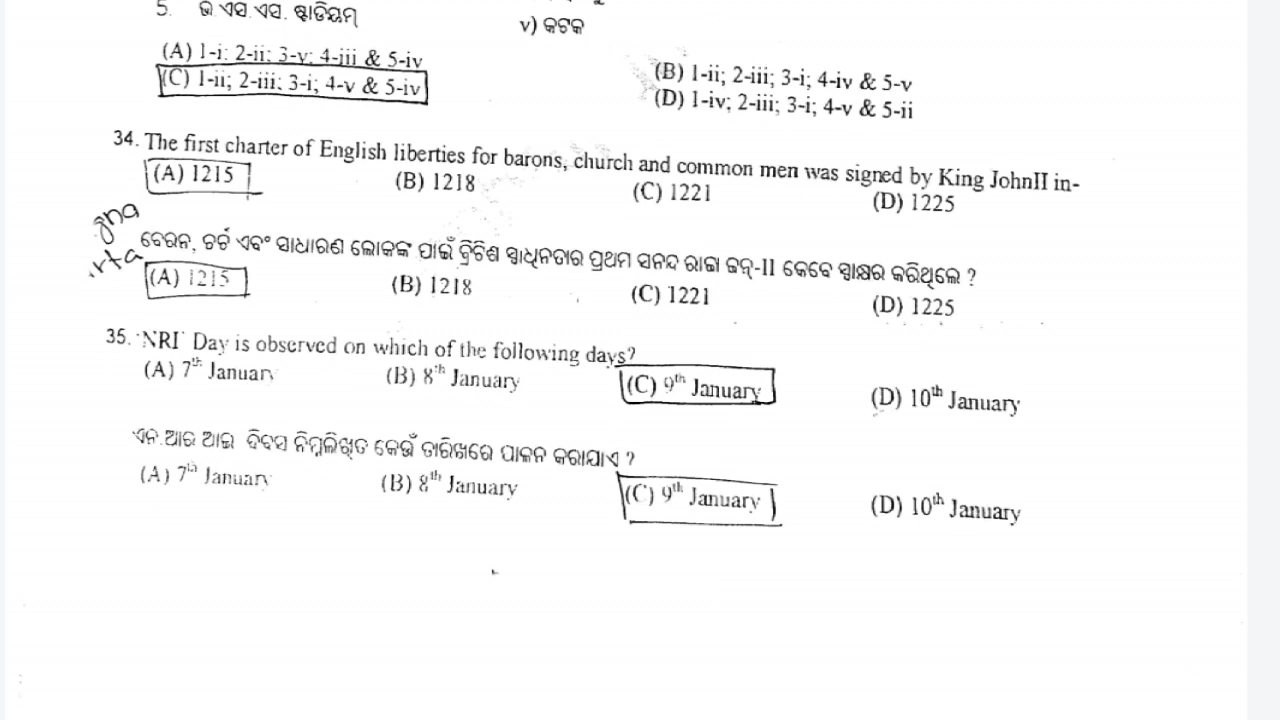 5. ଭି.ଏସ.ଏସ. ଷ୍ଟାଡିୟମ୍
v) କଟକ
(A) 1-i; 2-ii; 3-v; 4-iii & 5-iv
(B) 1-ii; 2-iii; 3-i; 4-iv & 5-v
(C) 1-ii; 2-iii; 3-i; 4-v & 5-iv
(D) 1-iv; 2-iii; 3-i; 4-v & 5-ii
34. The first charter of English liberties for barons, church and common men was signed by King JohnII in-
(A) 1215 (B) 1218 (C) 1221 (D) 1225
ବେରନ, ଚର୍ଚ୍ଚ ଏବଂ ସାଧାରଣ ଲୋକଙ୍କ ପାଇଁ ବ୍ରିଟିଶ ସ୍ୱାଧିନତାର ପ୍ରଥମ ସନନ୍ଦ ରାଜା ଜନ୍-II କେବେ ସ୍ୱାକ୍ଷର କରିଥିଲେ ?
(A) 1215 (B) 1218 (C) 1221 (D) 1225
35. 'NRI' Day is observed on which of the following days?
(A) 7th January (B) 8th January (C) 9th January (D) 10th January
ଏନ.ଆର ଆଇ ଦିବସ ନିମ୍ନଲିଖିତ କେଉଁ ତାରିଖରେ ପାଳନ କରାଯାଏ ?
(A) 7th January (B) 8th January (C) 9th January (D) 10th January